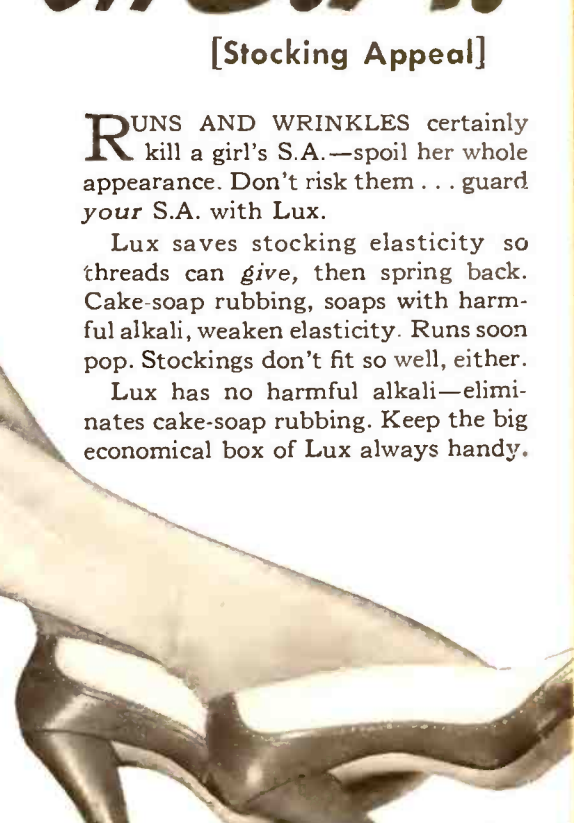 [Stocking Appeal]
RUNS AND WRINKLES certainly
kill a girl's S.A.—spoil her whole
appearance. Don't risk them . . . guard
your S.A. with Lux.
Lux saves stocking elasticity so
threads can give, then spring back.
Cake-soap rubbing, soaps with harm-
ful alkali, weaken elasticity. Runs soon
pop. Stockings don't fit so well, either.
Lux has no harmful alkali—elimi-
nates cake-soap rubbing. Keep the big
economical box of Lux always handy.